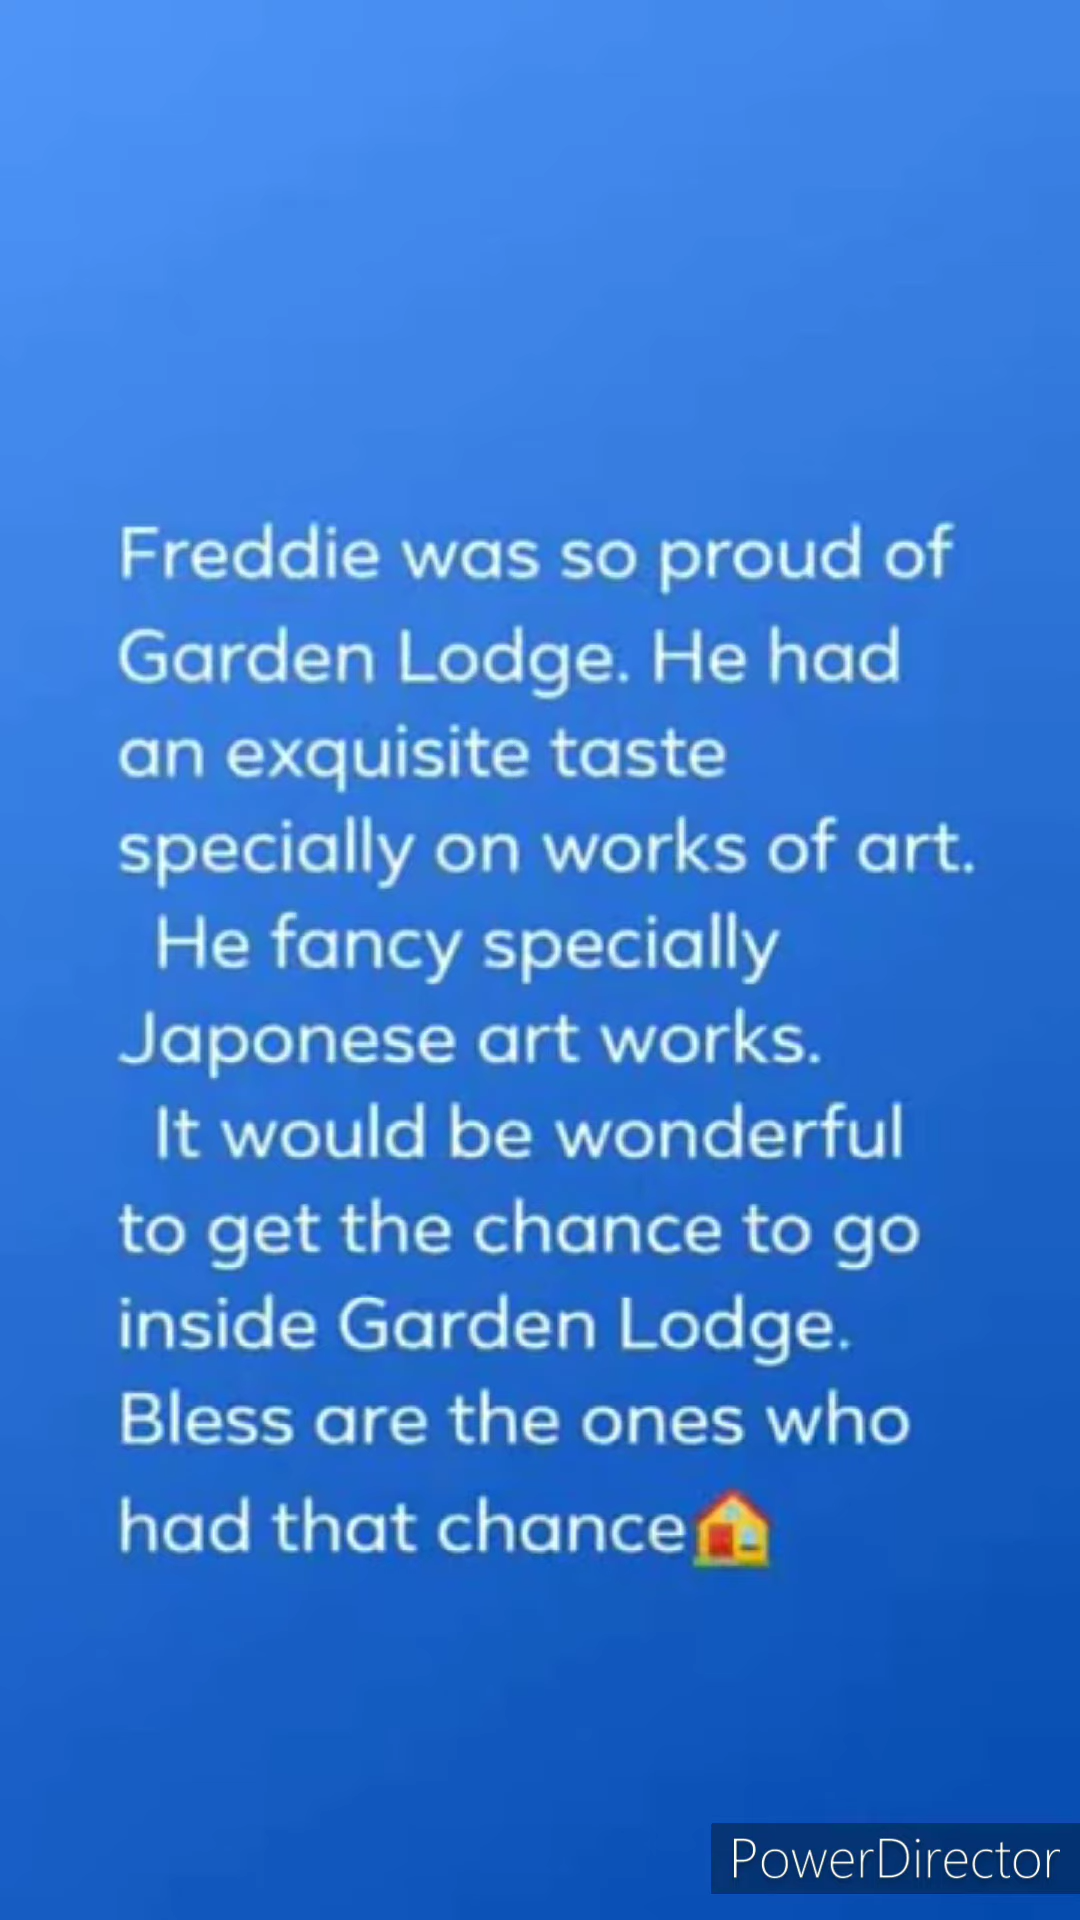 Freddie was so proud of
Garden Lodge. He had
an exquisite taste
specially on works of art.
He fancy specially
Japonese art works.
It would be wonderful
to get the chance to go
inside Garden Lodge.
Bless are the ones who
had that chance🏠
PowerDirector